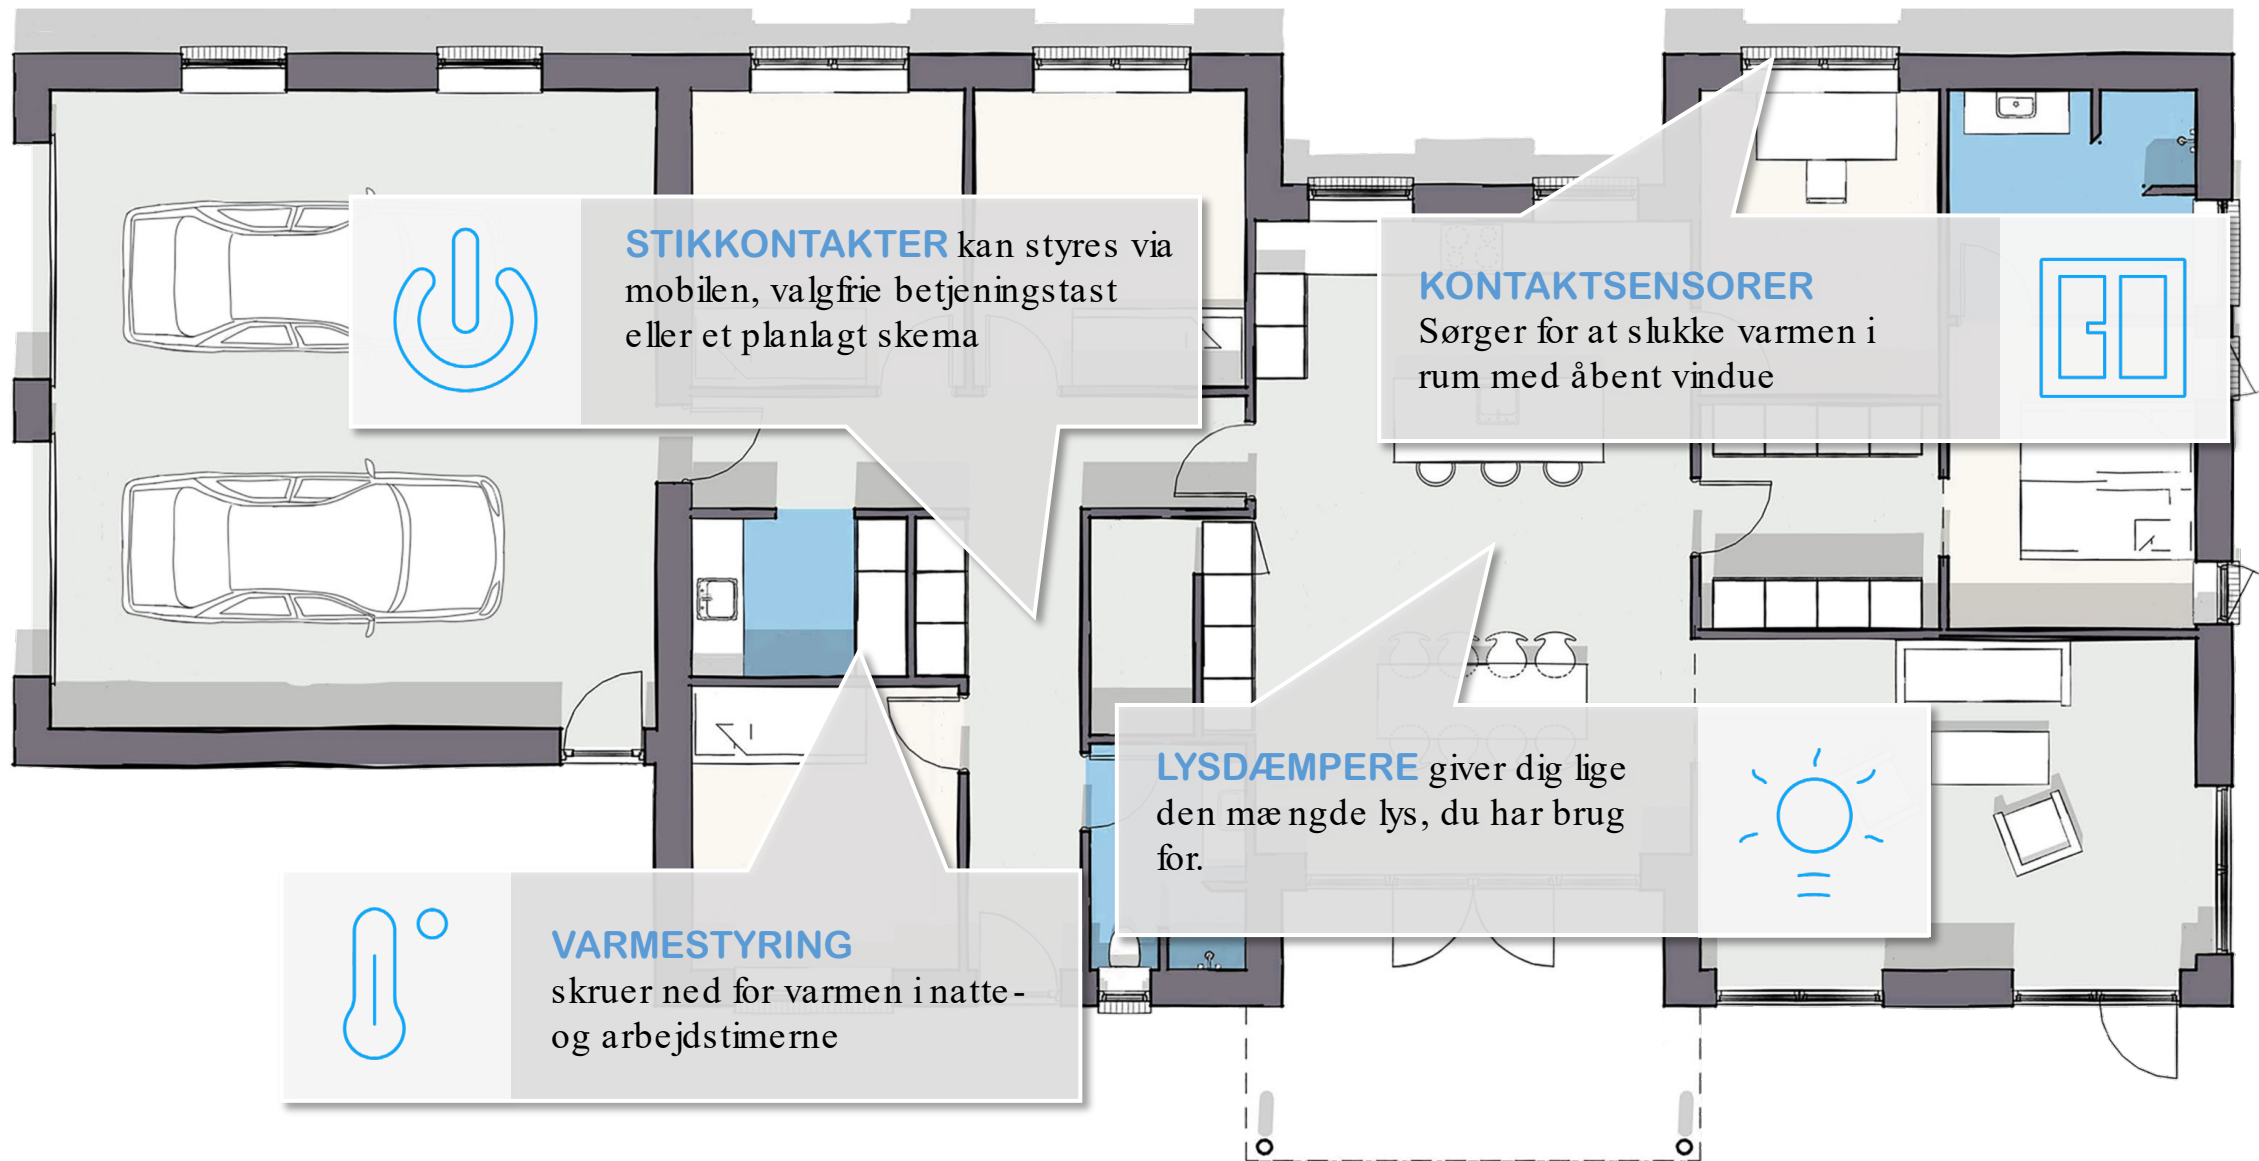 STIKKONTAKTER kan styres via
mobilen, valgfrie betjeningstast
eller et planlagt skema
KONTAKTSENSORER
Sørger for at slukke varmen i
rum med åbent vindue
LYSDÆMPERE giver dig lige
den mængde lys, du har brug
for.
VARMESTYRING
skruer ned for varmen i natte-
og arbejdstimerne